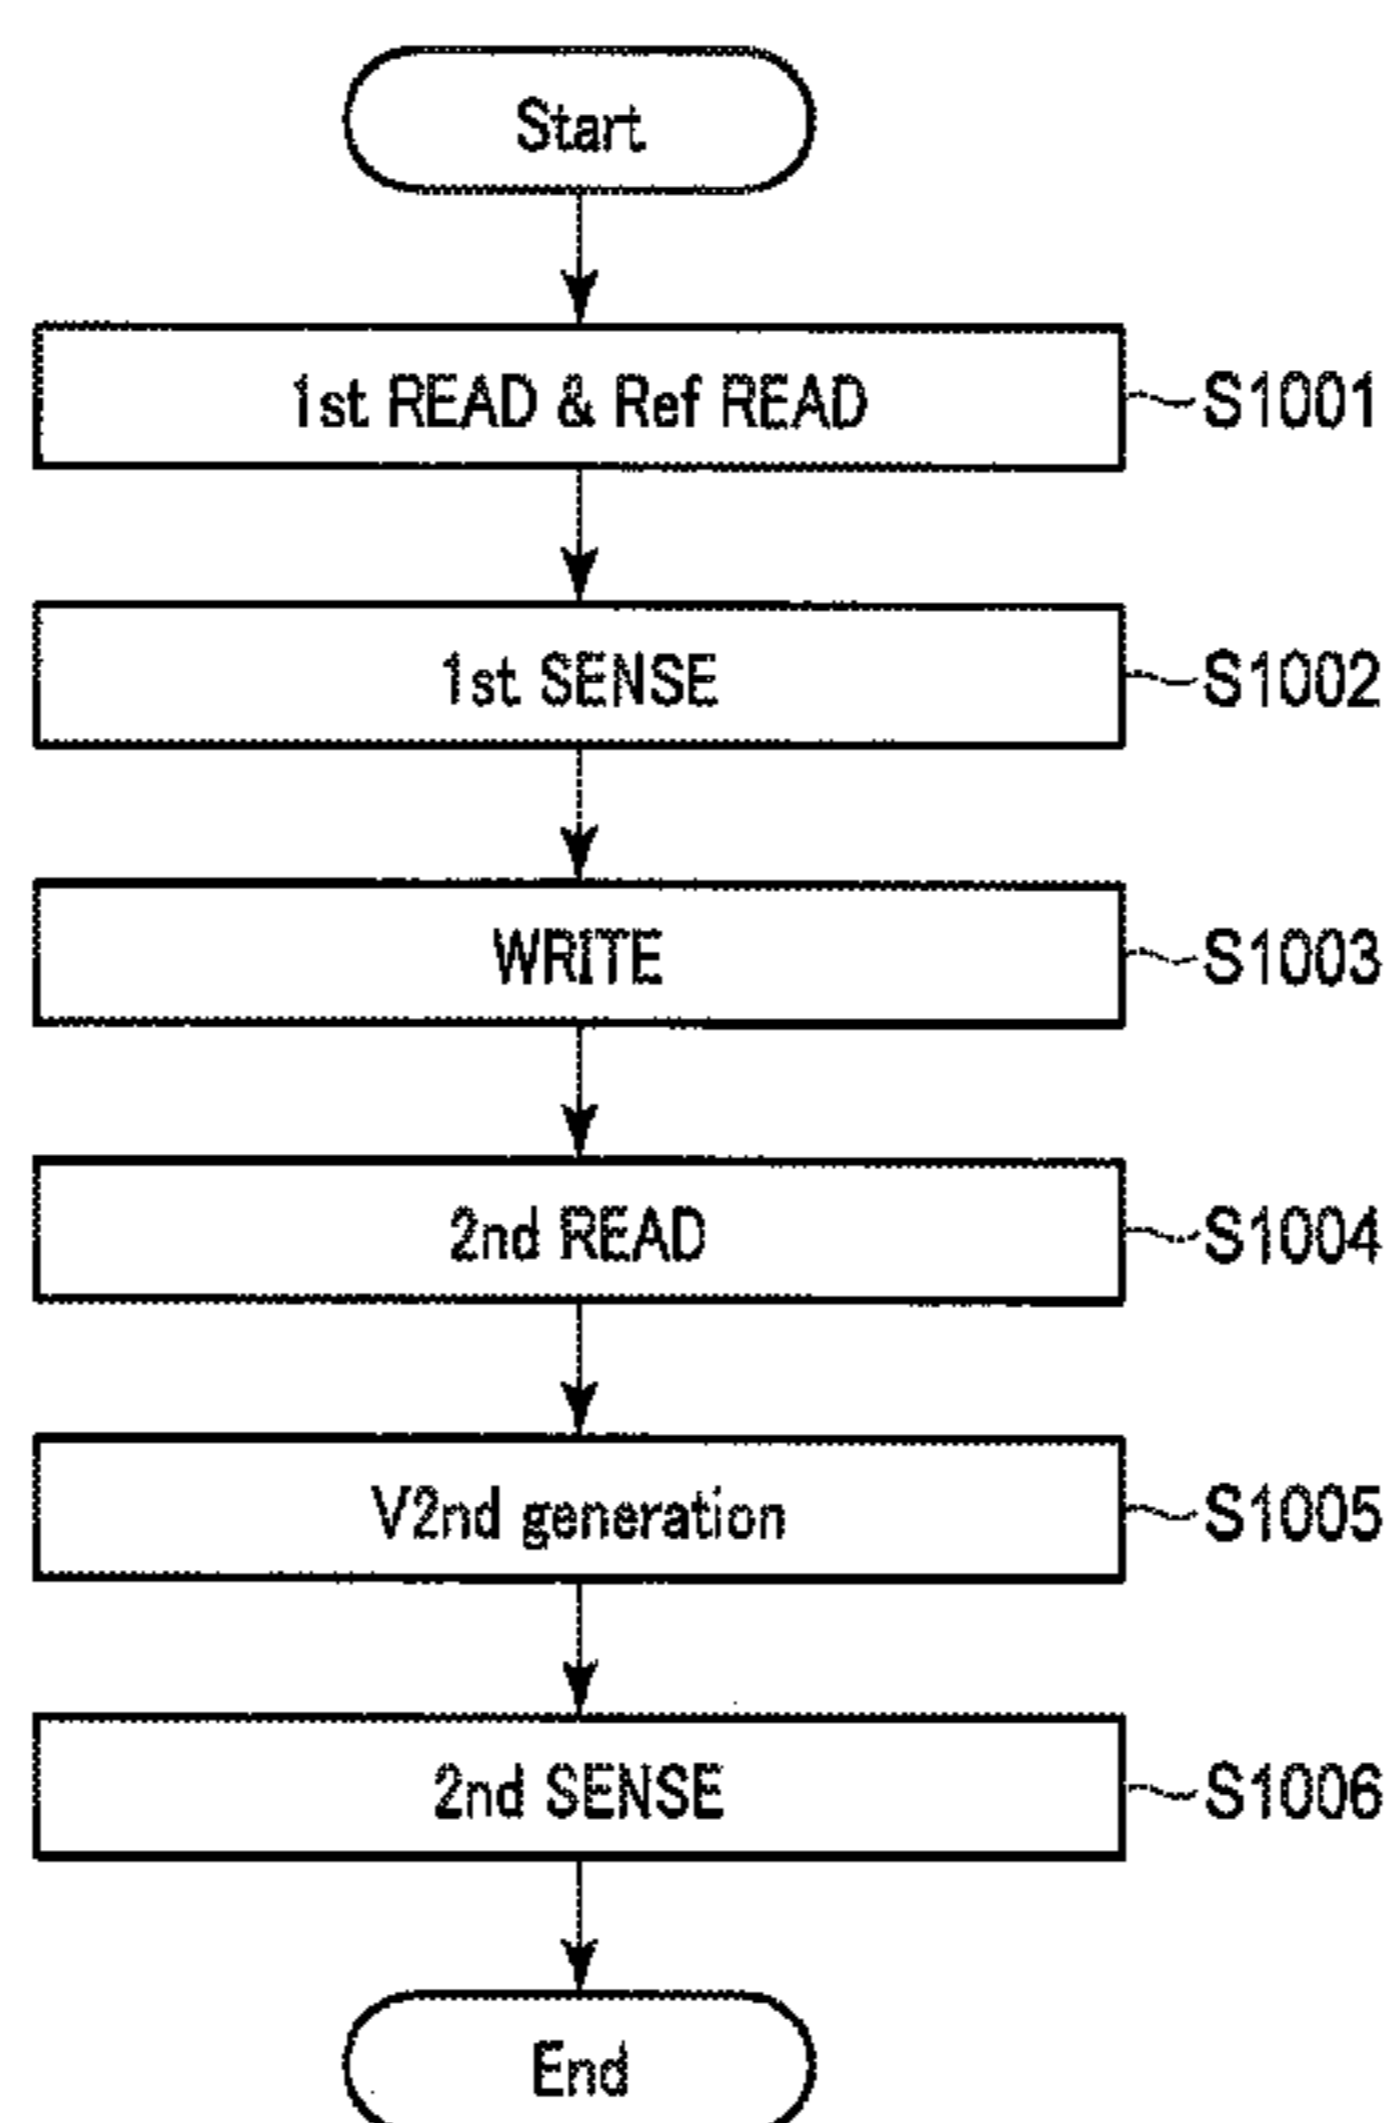 Start
1st READ & Ref READ
S1001
1st SENSE
S1002
WRITE
S1003
2nd READ
S1004
V2nd generation
S1005
2nd SENSE
S1006
End